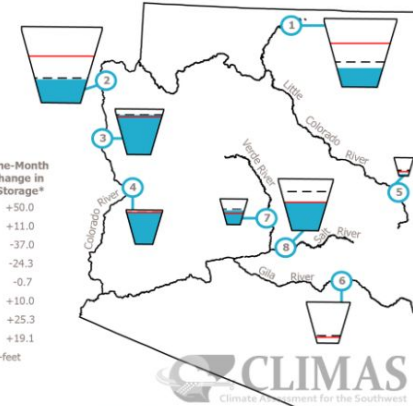 1
2
3
4
5
6
7
8
Little
Colorado River
Verde River
Colorado River
Salt River
Gila River
ne-Month
hange in
Storage*
+50.0
+11.0
-37.0
-24.3
-0.7
+10.0
+25.3
+19.1
-feet
CLIMAS
Climate Assessment for the Southwest